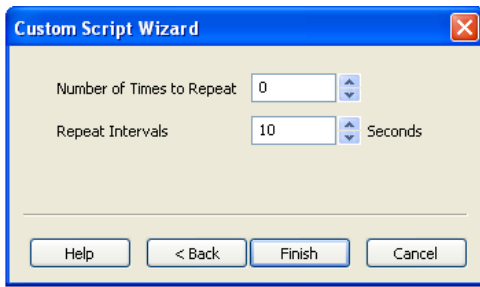 Custom Script Wizard
Number of Times to Repeat 0
Repeat Intervals 10 Seconds
Help < Back Finish Cancel